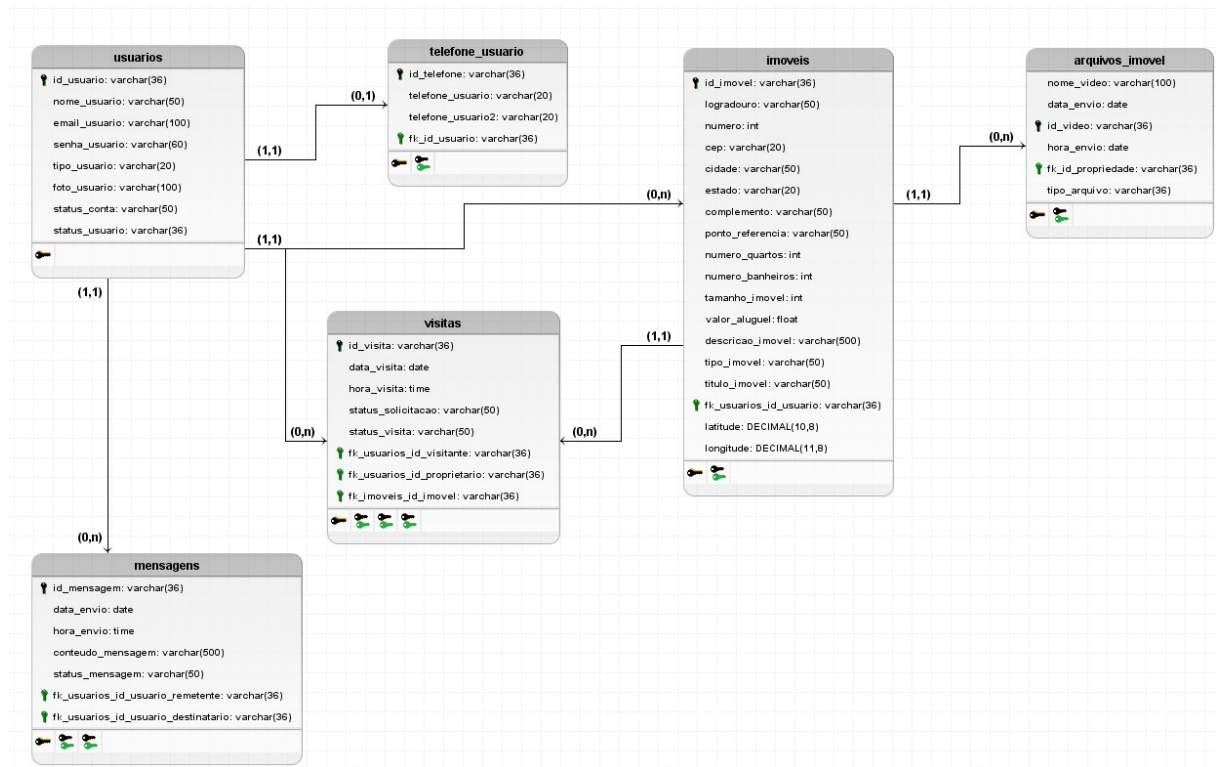 usuarios
id_usuario: varchar(36)
nome_usuario: varchar(50)
email_usuario: varchar(100)
senha_usuario: varchar(60)
tipo_usuario: varchar(20)
foto_usuario: varchar(100)
status_conta: varchar(50)
status_usuario: varchar(36)
(1,1)
(0,1)
telefone_usuario
id_telefone: varchar(36)
telefone_usuario: varchar(20)
telefone_usuario2: varchar(20)
fk_id_usuario: varchar(36)
(1,1)
(0,n)
imoveis
id_imovel: varchar(36)
logradouro: varchar(50)
numero: int
cep: varchar(20)
cidade: varchar(50)
estado: varchar(20)
complemento: varchar(50)
ponto_referencia: varchar(50)
numero_quartos: int
numero_banheiros: int
tamanho_imovel: int
valor_aluguel: float
descricao_imovel: varchar(500)
tipo_imovel: varchar(50)
titulo_imovel: varchar(50)
fk_usuarios_id_usuario: varchar(36)
latitude: DECIMAL(10,8)
longitude: DECIMAL(11,8)
(1,1)
(0,n)
arquivos_imovel
nome_video: varchar(100)
data_envio: date
id_video: varchar(36)
hora_envio: date
fk_id_propriedade: varchar(36)
tipo_arquivo: varchar(36)
visitas
id_visita: varchar(36)
data_visita: date
hora_visita: time
status_solicitacao: varchar(50)
status_visita: varchar(50)
fk_usuarios_id_visitante: varchar(36)
fk_usuarios_id_proprietario: varchar(36)
fk_imoveis_id_imovel: varchar(36)
(0,n)
(1,1)
(0,n)
(1,1)
(0,n)
mensagens
id_mensagem: varchar(36)
data_envio: date
hora_envio: time
conteudo_mensagem: varchar(500)
status_mensagem: varchar(50)
fk_usuarios_id_usuario_remetente: varchar(36)
fk_usuarios_id_usuario_destinatario: varchar(36)